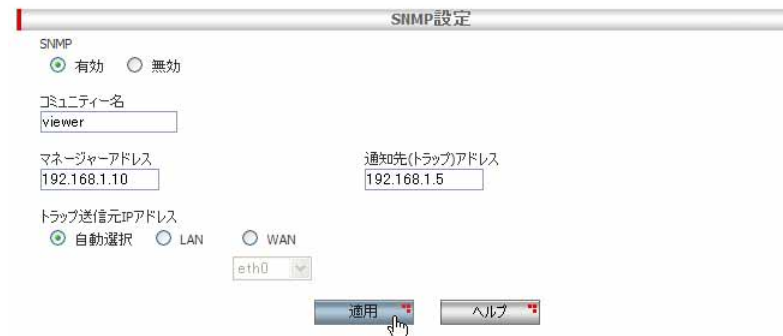 SNMP設定
SNMP
有効 無効
コミュニティー名
viewer
マネージャーアドレス 通知先(トラップ)アドレス
192.168.1.10 192.168.1.5
トラップ送信元IPアドレス
自動選択 LAN WAN
eth0
適用 ヘルプ